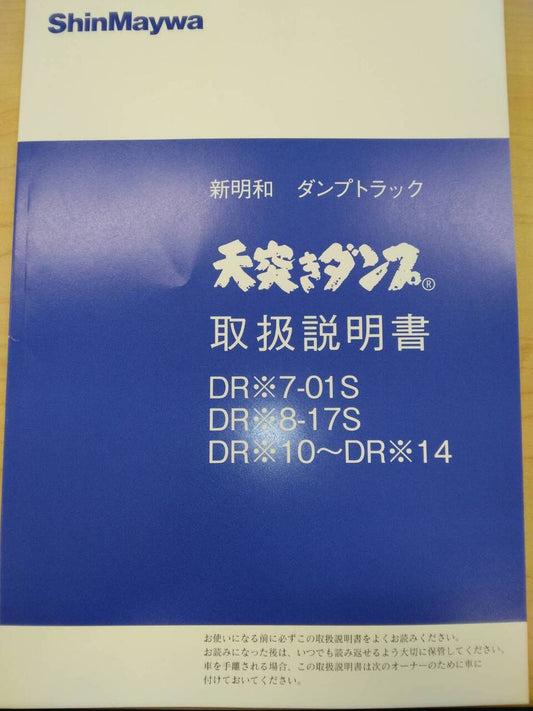 ShinMaywa
新明和　ダンプトラック
天突きダンプ®
取扱説明書
DR※7-01S
DR※8-17S
DR※10～DR※14
お使いになる前に必ずこの取扱説明書をよくお読みください。
お読みになった後は、いつでも読み返せるよう大切に保管してください。
車を手離される場合、この取扱説明書は次のオーナーのために車に
付けておいてください。